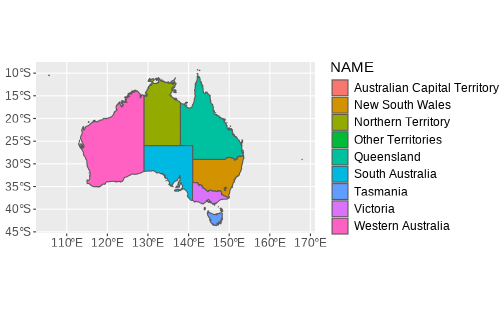 NAME
10°S
15°S
20°S
25°S
30°S
35°S
40°S
45°S
110°E
120°E
130°E
140°E
150°E
160°E
170°E
Australian Capital Territory
New South Wales
Northern Territory
Other Territories
Queensland
South Australia
Tasmania
Victoria
Western Australia